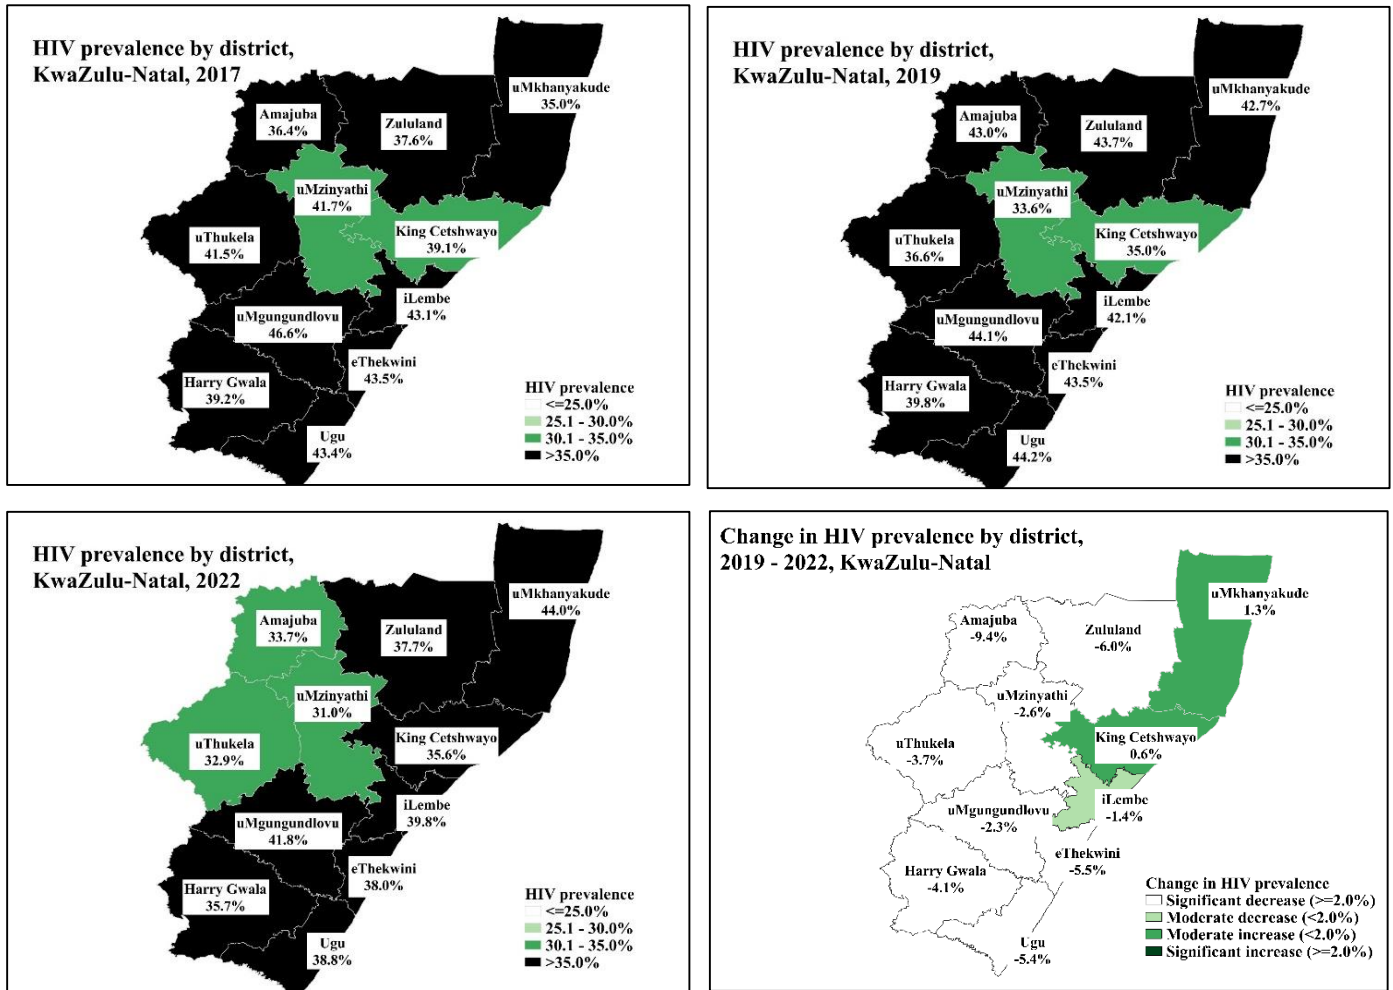 HIV prevalence by district,
KwaZulu-Natal, 2017
uMkhanyakude
35.0%
Amajuba
36.4%
Zululand
37.6%
uMzinyathi
41.7%
King Cetshwayo
39.1%
uThukela
41.5%
iLembe
43.1%
uMgungundlovu
46.6%
eThekwini
43.5%
Harry Gwala
39.2%
Ugu
43.4%
HIV prevalence
<=25.0%
25.1 - 30.0%
30.1 - 35.0%
>35.0%
HIV prevalence by district,
KwaZulu-Natal, 2019
uMkhanyakude
42.7%
Amajuba
43.0%
Zululand
43.7%
uMzinyathi
33.6%
King Cetshwayo
35.0%
uThukela
36.6%
iLembe
42.1%
uMgungundlovu
44.1%
eThekwini
43.5%
Harry Gwala
39.8%
Ugu
44.2%
HIV prevalence
<=25.0%
25.1 - 30.0%
30.1 - 35.0%
>35.0%
HIV prevalence by district,
KwaZulu-Natal, 2022
uMkhanyakude
44.0%
Amajuba
33.7%
Zululand
37.7%
uMzinyathi
31.0%
King Cetshwayo
35.6%
uThukela
32.9%
iLembe
39.8%
uMgungundlovu
41.8%
eThekwini
38.0%
Harry Gwala
35.7%
Ugu
38.8%
HIV prevalence
<=25.0%
25.1 - 30.0%
30.1 - 35.0%
>35.0%
Change in HIV prevalence by district,
2019 - 2022, KwaZulu-Natal
uMkhanyakude
1.3%
Amajuba
-9.4%
Zululand
-6.0%
uMzinyathi
-2.6%
King Cetshwayo
0.6%
uThukela
-3.7%
iLembe
-1.4%
uMgungundlovu
-2.3%
eThekwini
-5.5%
Harry Gwala
-4.1%
Ugu
-5.4%
Change in HIV prevalence
Significant decrease (>=2.0%)
Moderate decrease (<2.0%)
Moderate increase (<2.0%)
Significant increase (>=2.0%)